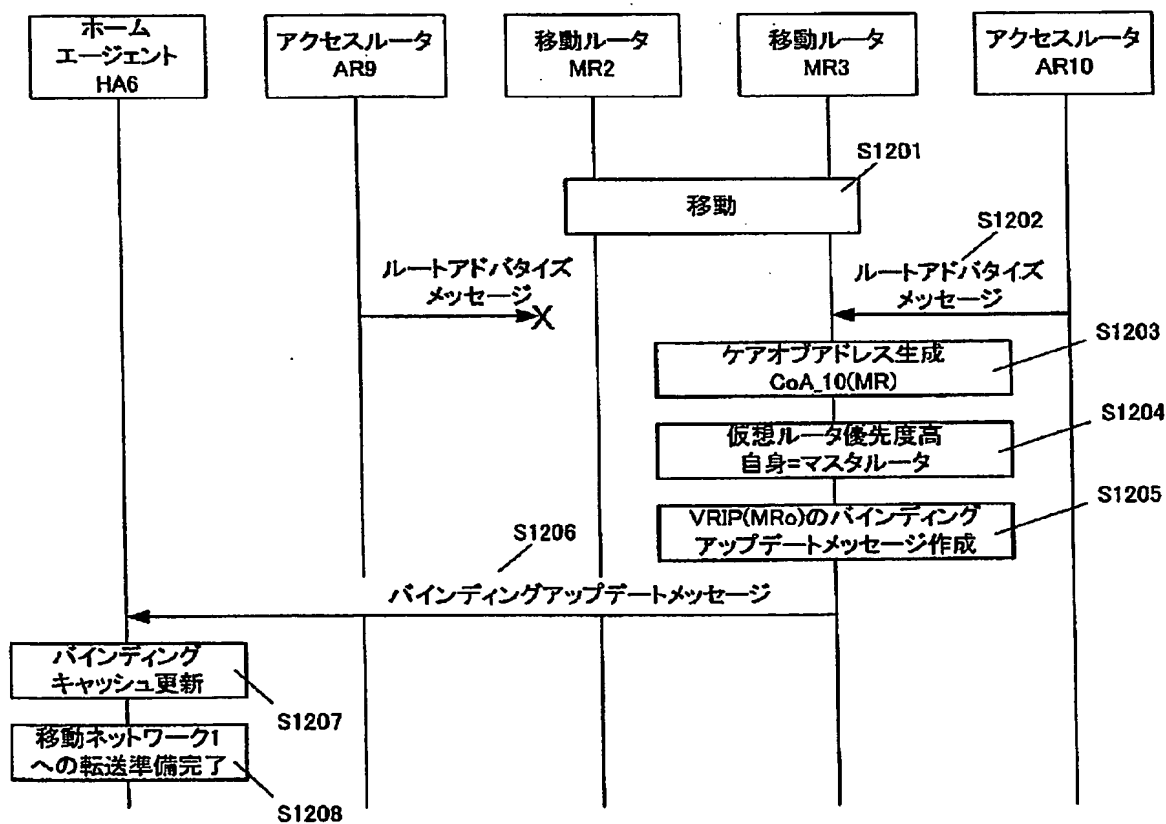 ホーム
エージェント
HA6
アクセスルータ
AR9
移動ルータ
MR2
移動ルータ
MR3
アクセスルータ
AR10
S1201
移動
S1202
ルートアドバタイズ
メッセージ
X
ルートアドバタイズ
メッセージ
S1203
ケアオブアドレス生成
CoA_10(MR)
S1204
仮想ルータ優先度高
自身=マスタルータ
S1205
VRIP(MRo)のバインディング
アップデートメッセージ作成
S1206
バインディングアップデートメッセージ
バインディング
キャッシュ更新
S1207
移動ネットワーク1
への転送準備完了
S1208